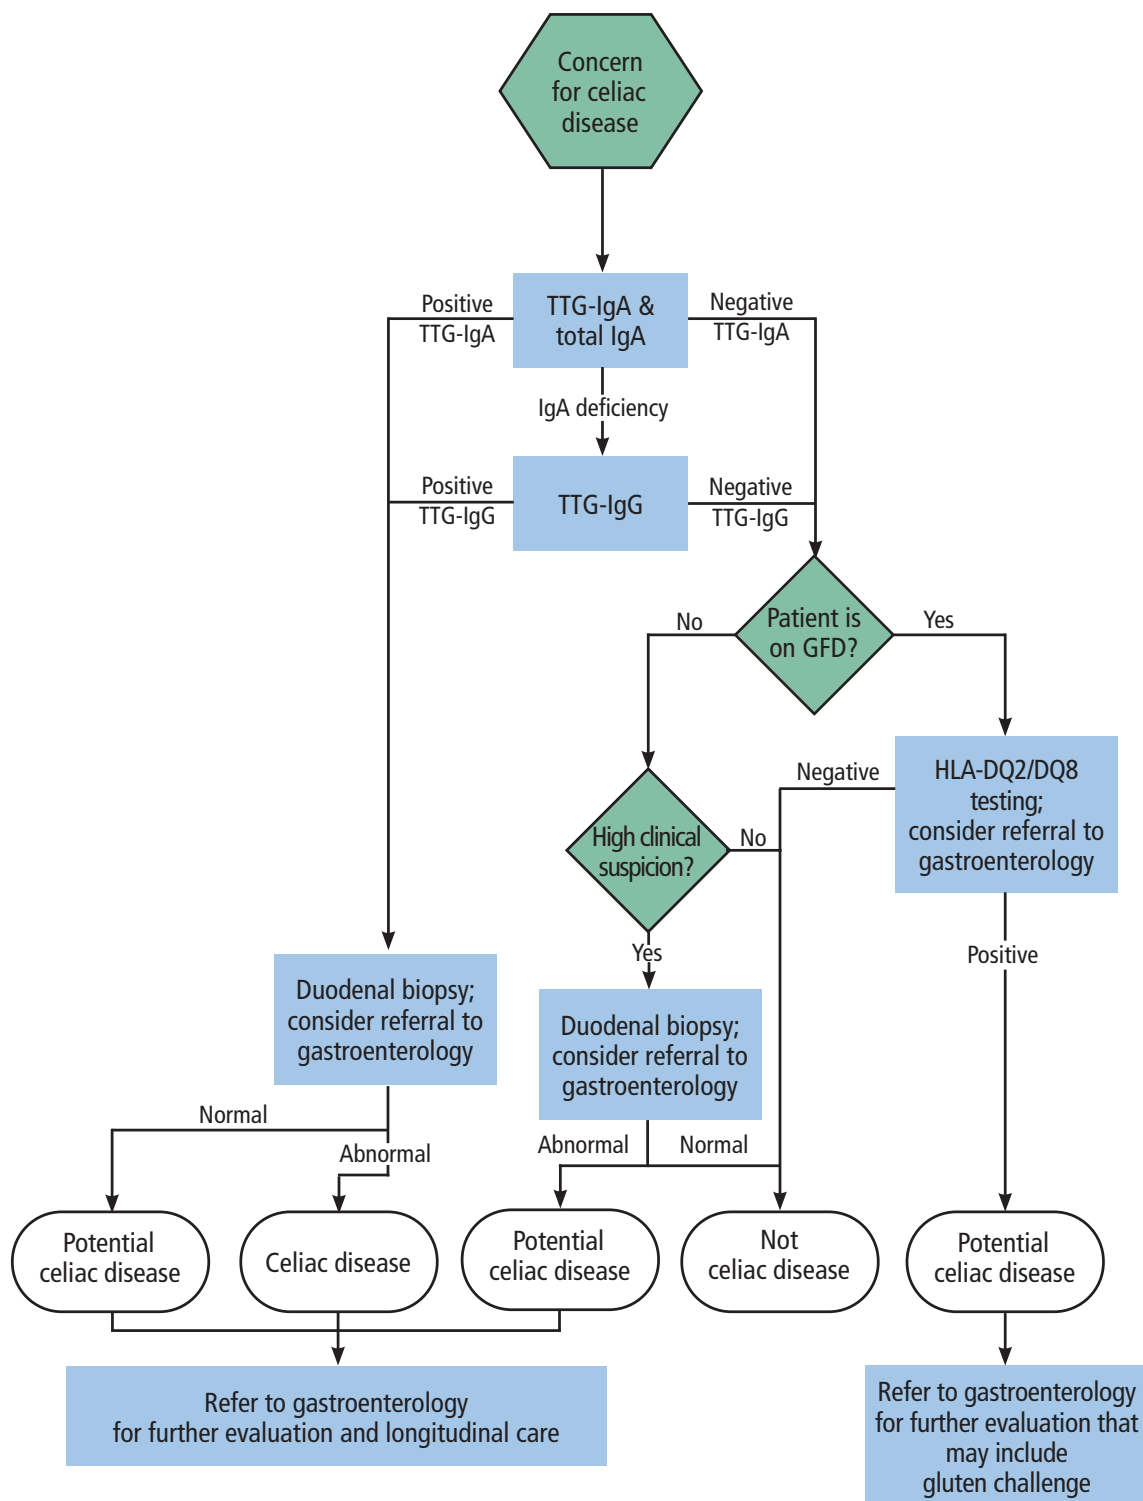 Concern
for celiac
disease
Positive
TTG-IgA
TTG-IgA &
total IgA
Negative
TTG-IgA
IgA deficiency
Positive
TTG-IgG
TTG-IgG
Negative
TTG-IgG
Patient is
on GFD?
No
Yes
Negative
HLA-DQ2/DQ8
testing;
consider referral to
gastroenterology
High clinical
suspicion?
No
Yes
Positive
Duodenal biopsy;
consider referral to
gastroenterology
Duodenal biopsy;
consider referral to
gastroenterology
Normal
Abnormal
Abnormal
Normal
Potential
celiac disease
Celiac disease
Potential
celiac disease
Not
celiac disease
Potential
celiac disease
Refer to gastroenterology
for further evaluation and longitudinal care
Refer to gastroenterology
for further evaluation that
may include
gluten challenge